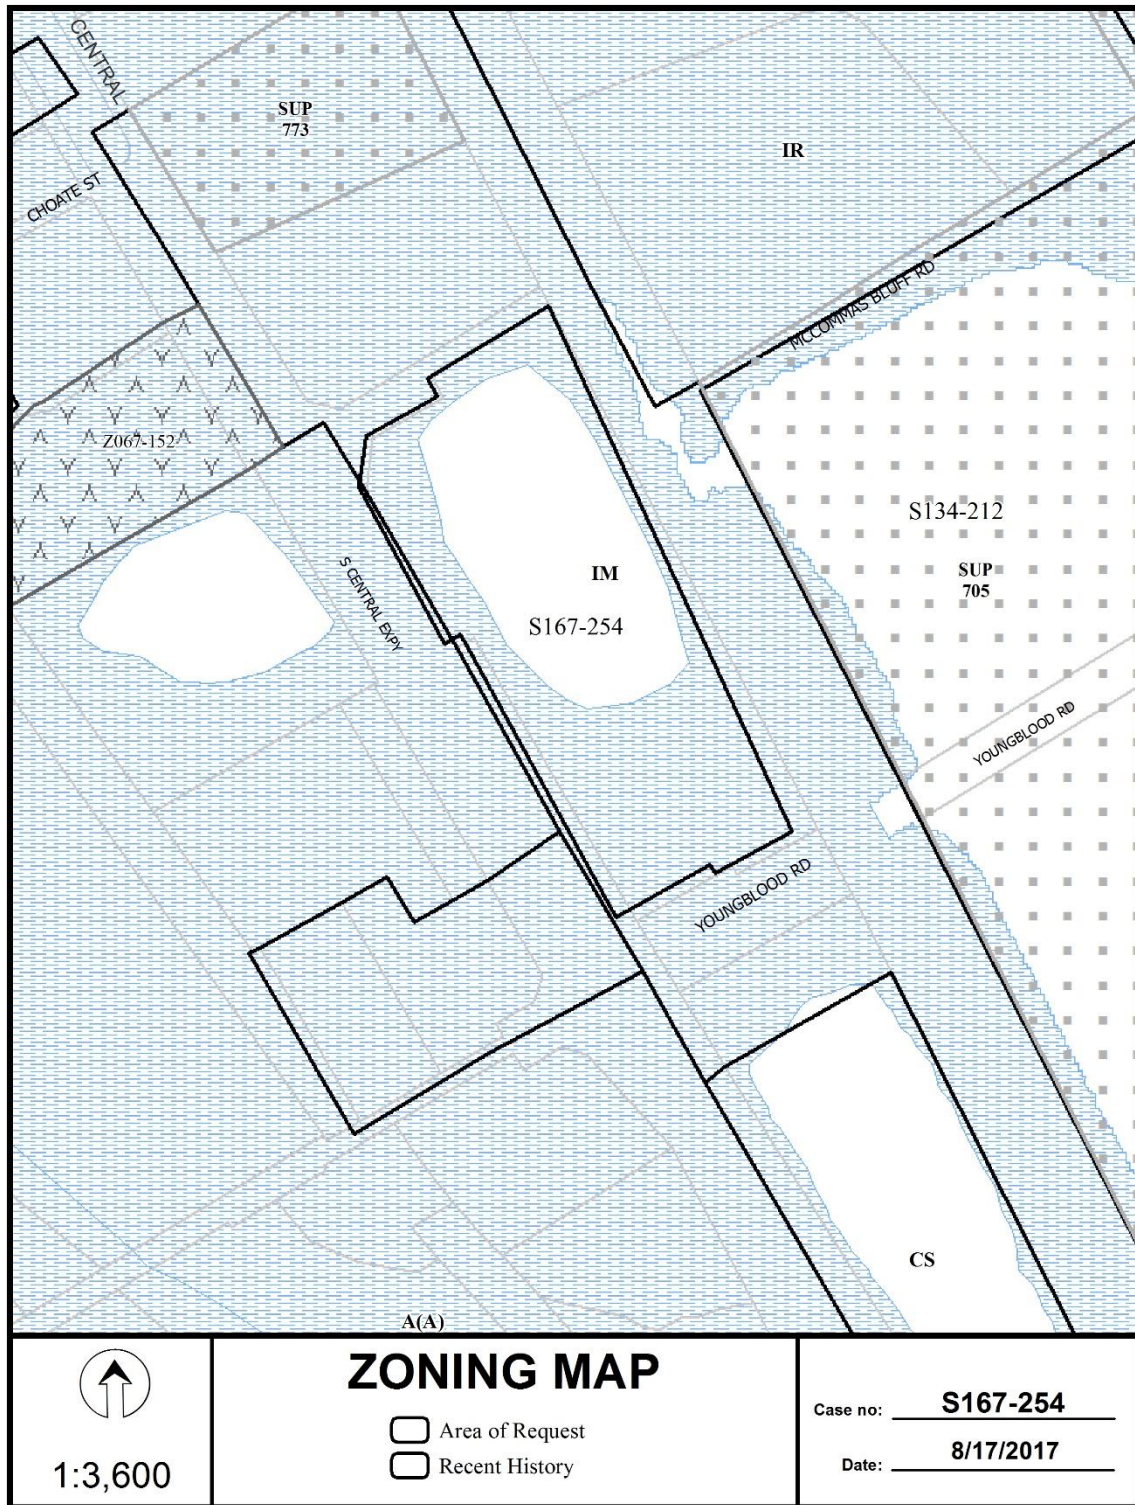 CENTRAL
SUP
773
IR
CHOATE ST
MCCOMMAS BLUFF RD
Z067-152
S134-212
SUP
705
S CENTRAL EXPY
IM
S167-254
YOUNGBLOOD RD
YOUNGBLOOD RD
CS
A(A)
1:3,600
ZONING MAP
Area of Request
Recent History
Case no: S167-254
Date: 8/17/2017